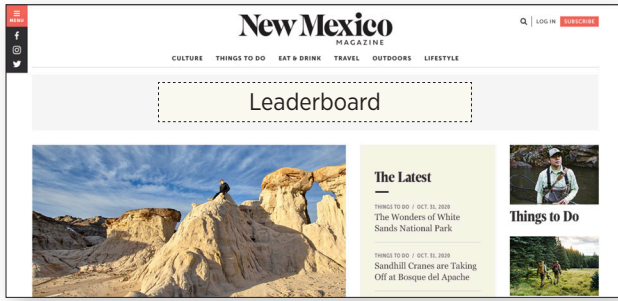 MENU
New Mexico
MAGAZINE
LOG IN
SUBSCRIBE
CULTURE THINGS TO DO EAT & DRINK TRAVEL OUTDOORS LIFESTYLE
Leaderboard
The Latest
THINGS TO DO / OCT. 31, 2020
The Wonders of White
Sands National Park
THINGS TO DO / OCT. 31, 2020
Sandhill Cranes are Taking
Off at Bosque del Apache
Things to Do